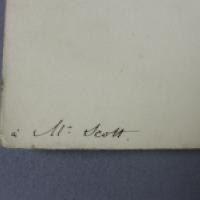 à Mr. Scott.